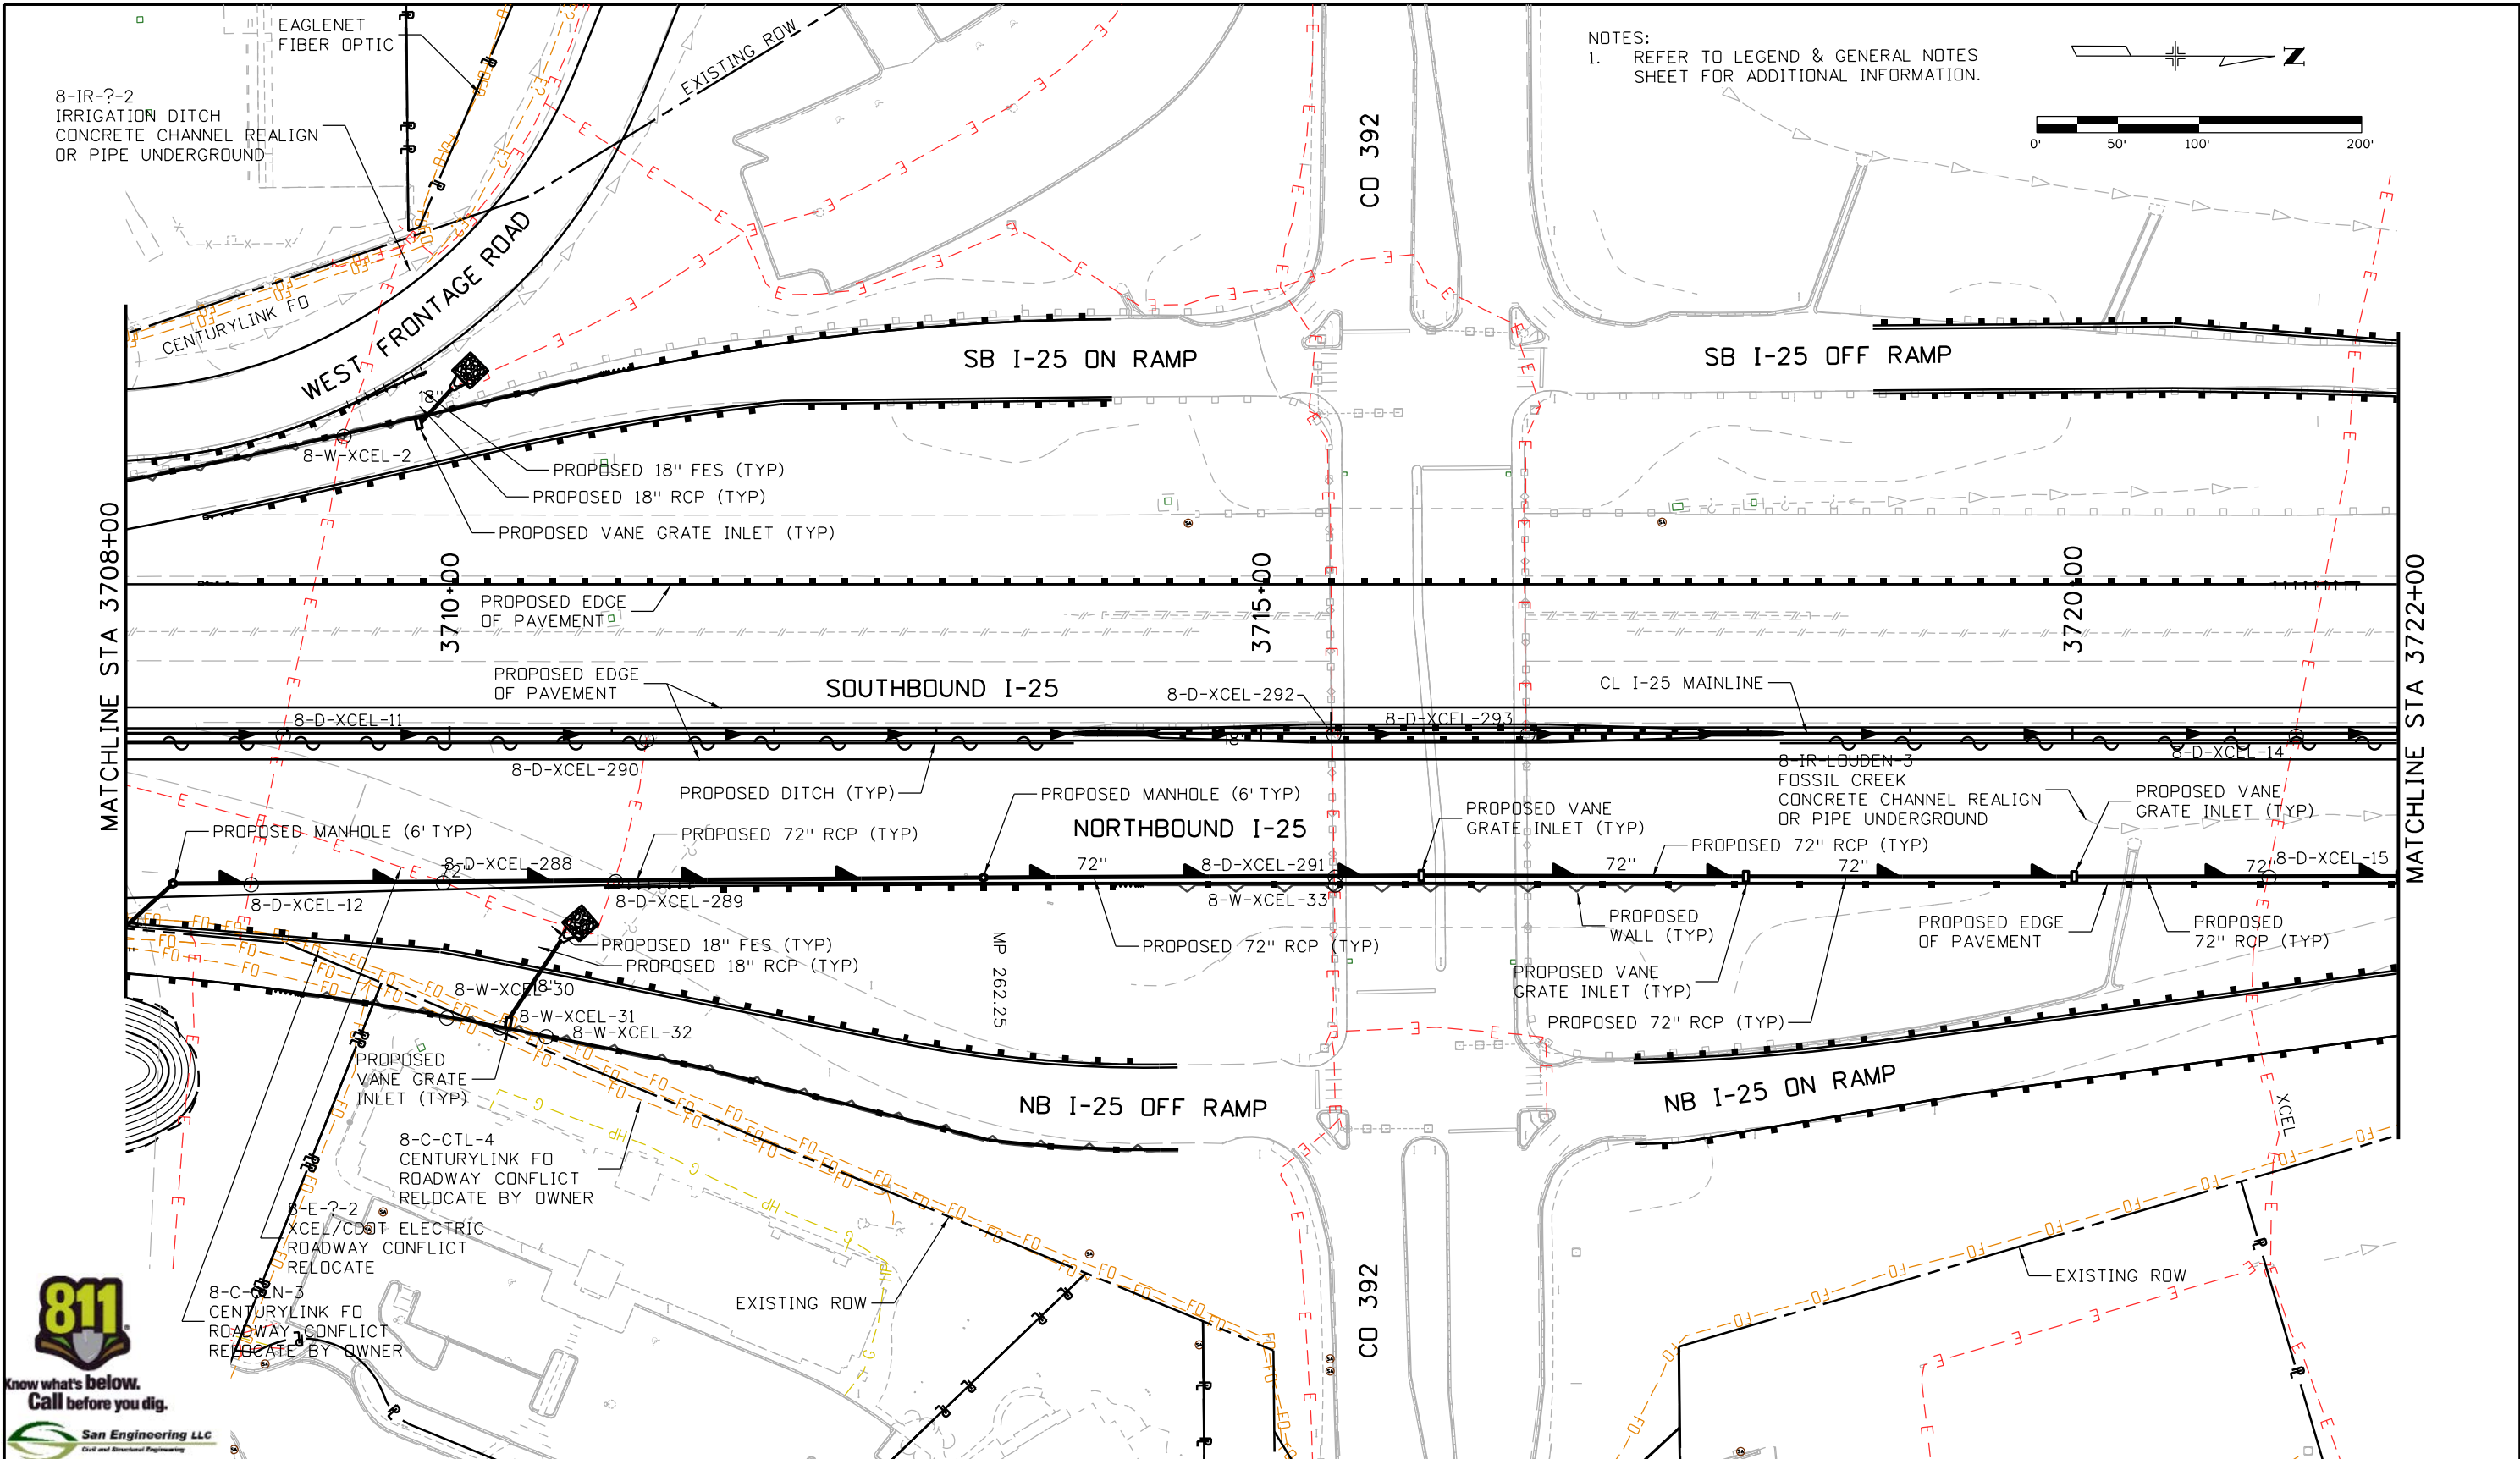 EAGLENET
FIBER OPTIC
8-IR-?-2
IRRIGATION DITCH
CONCRETE CHANNEL REALIGN
OR PIPE UNDERGROUND
EXISTING ROW
NOTES:
1. REFER TO LEGEND & GENERAL NOTES
SHEET FOR ADDITIONAL INFORMATION.
N
0' 50' 100' 200'
CO 392
CENTURYLINK FO
WEST FRONTAGE ROAD
SB I-25 ON RAMP
SB I-25 OFF RAMP
18"
8-W-XCEL-2
PROPOSED 18" FES (TYP)
PROPOSED 18" RCP (TYP)
PROPOSED VANE GRATE INLET (TYP)
MATCHLINE STA 3708+00
3710+00
3715+00
3720+00
MATCHLINE STA 3722+00
PROPOSED EDGE
OF PAVEMENT
PROPOSED EDGE
OF PAVEMENT
SOUTHBOUND I-25
8-D-XCEL-292
CL I-25 MAINLINE
8-D-XCEL-11
8-D-XCEL-293
18"
8-D-XCEL-290
8-D-XCEL-14
8-IR-LOUDEN-3
FOSSIL CREEK
CONCRETE CHANNEL REALIGN
OR PIPE UNDERGROUND
PROPOSED DITCH (TYP)
PROPOSED MANHOLE (6' TYP)
PROPOSED VANE
GRATE INLET (TYP)
PROPOSED VANE
GRATE INLET (TYP)
PROPOSED MANHOLE (6' TYP)
PROPOSED 72" RCP (TYP)
NORTHBOUND I-25
PROPOSED 72" RCP (TYP)
8-D-XCEL-288
72"
72"
8-D-XCEL-291
72"
72"
72"
8-D-XCEL-15
8-D-XCEL-12
8-D-XCEL-289
8-W-XCEL-33
PROPOSED
WALL (TYP)
PROPOSED EDGE
OF PAVEMENT
PROPOSED
72" RCP (TYP)
PROPOSED 18" FES (TYP)
PROPOSED 18" RCP (TYP)
MP 262.25
PROPOSED 72" RCP (TYP)
PROPOSED VANE
GRATE INLET (TYP)
PROPOSED 72" RCP (TYP)
8-W-XCEL-30
18"
8-W-XCEL-31
8-W-XCEL-32
PROPOSED
VANE GRATE
INLET (TYP)
NB I-25 OFF RAMP
NB I-25 ON RAMP
XCEL
8-C-CTL-4
CENTURYLINK FO
ROADWAY CONFLICT
RELOCATE BY OWNER
8-E-?-2
XCEL/CDOT ELECTRIC
ROADWAY CONFLICT
RELOCATE
CENTURYLINK FO
ROADWAY CONFLICT
RELOCATE BY OWNER
EXISTING ROW
CO 392
EXISTING ROW
811
Know what's below.
Call before you dig.
San Engineering LLC
Civil and Structural Engineering